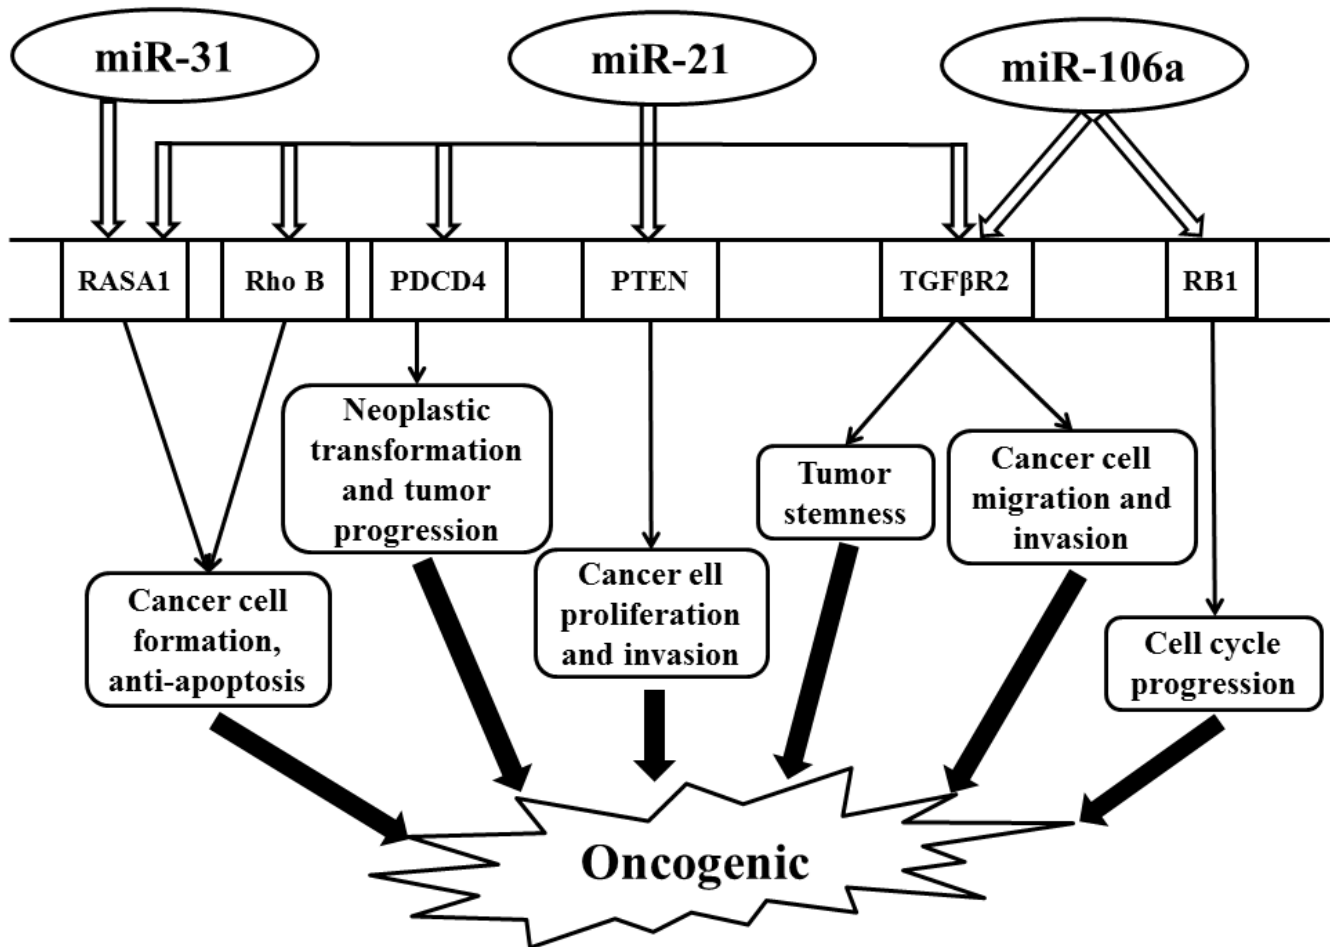 miR-31
miR-21
miR-106a
RASA1
Rho B
PDCD4
PTEN
TGFβR2
RB1
Neoplastic
transformation
and tumor
progression
Tumor
stemness
Cancer cell
migration and
invasion
Cancer cell
formation,
anti-apoptosis
Cancer ell
proliferation
and invasion
Cell cycle
progression
Oncogenic